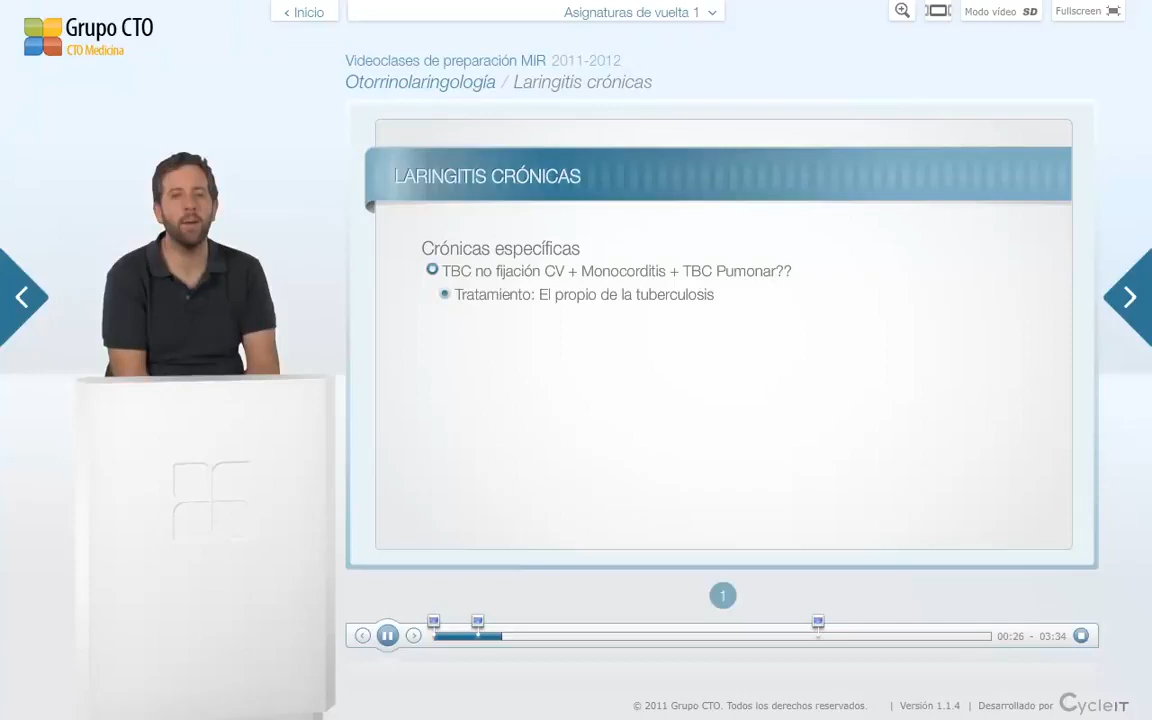 Grupo CTO
CTO Medicina
‹ Inicio
Asignaturas de vuelta 1
Modo vídeo SD
Fullscreen
Videoclases de preparación MIR 2011-2012
Otorrinolaringología / Laringitis crónicas
LARINGITIS CRÓNICAS
Crónicas específicas
TBC no fijación CV + Monocorditis + TBC Pumonar??
Tratamiento: El propio de la tuberculosis
1
00:26 - 03:34
© 2011 Grupo CTO. Todos los derechos reservados. | Versión 1.1.4 | Desarrollado por CycleIT